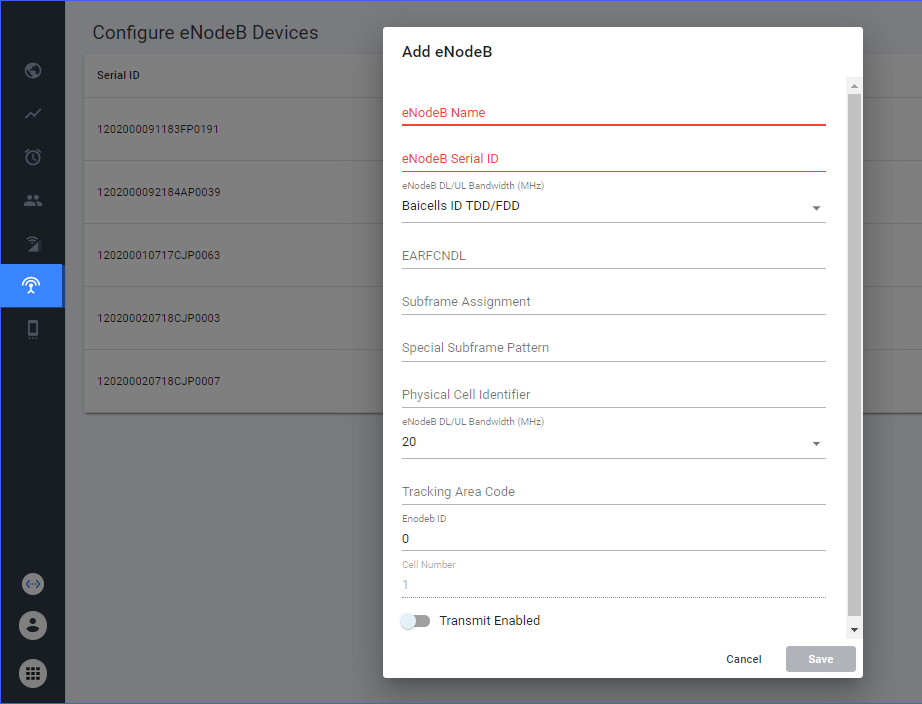 Configure eNodeB Devices
Serial ID
1202000091183FP0191
1202000092184AP0039
120200010717CJP0063
120200020718CJP0003
120200020718CJP0007
Add eNodeB
eNodeB Name
eNodeB Serial ID
eNodeB DL/UL Bandwidth (MHz)
Baicells ID TDD/FDD
EARFCNDL
Subframe Assignment
Special Subframe Pattern
Physical Cell Identifier
eNodeB DL/UL Bandwidth (MHz)
20
Tracking Area Code
Enodeb ID
0
Cell Number
1
Transmit Enabled
Cancel
Save